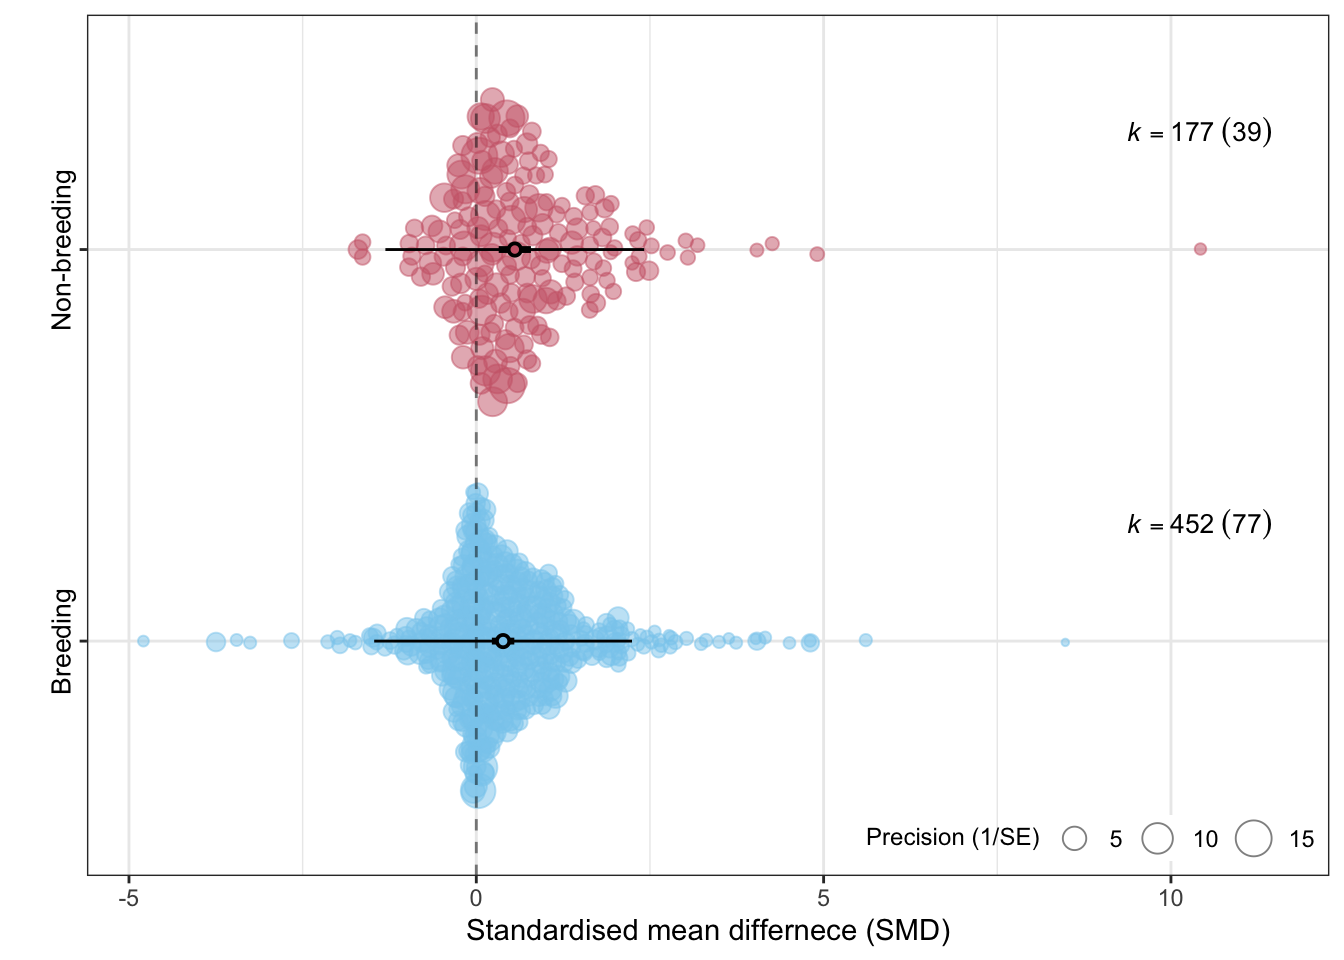 Non-breeding
k = 177 (39)
Breeding
k = 452 (77)
Precision (1/SE) 5 10 15
-5 0 5 10
Standardised mean differnece (SMD)